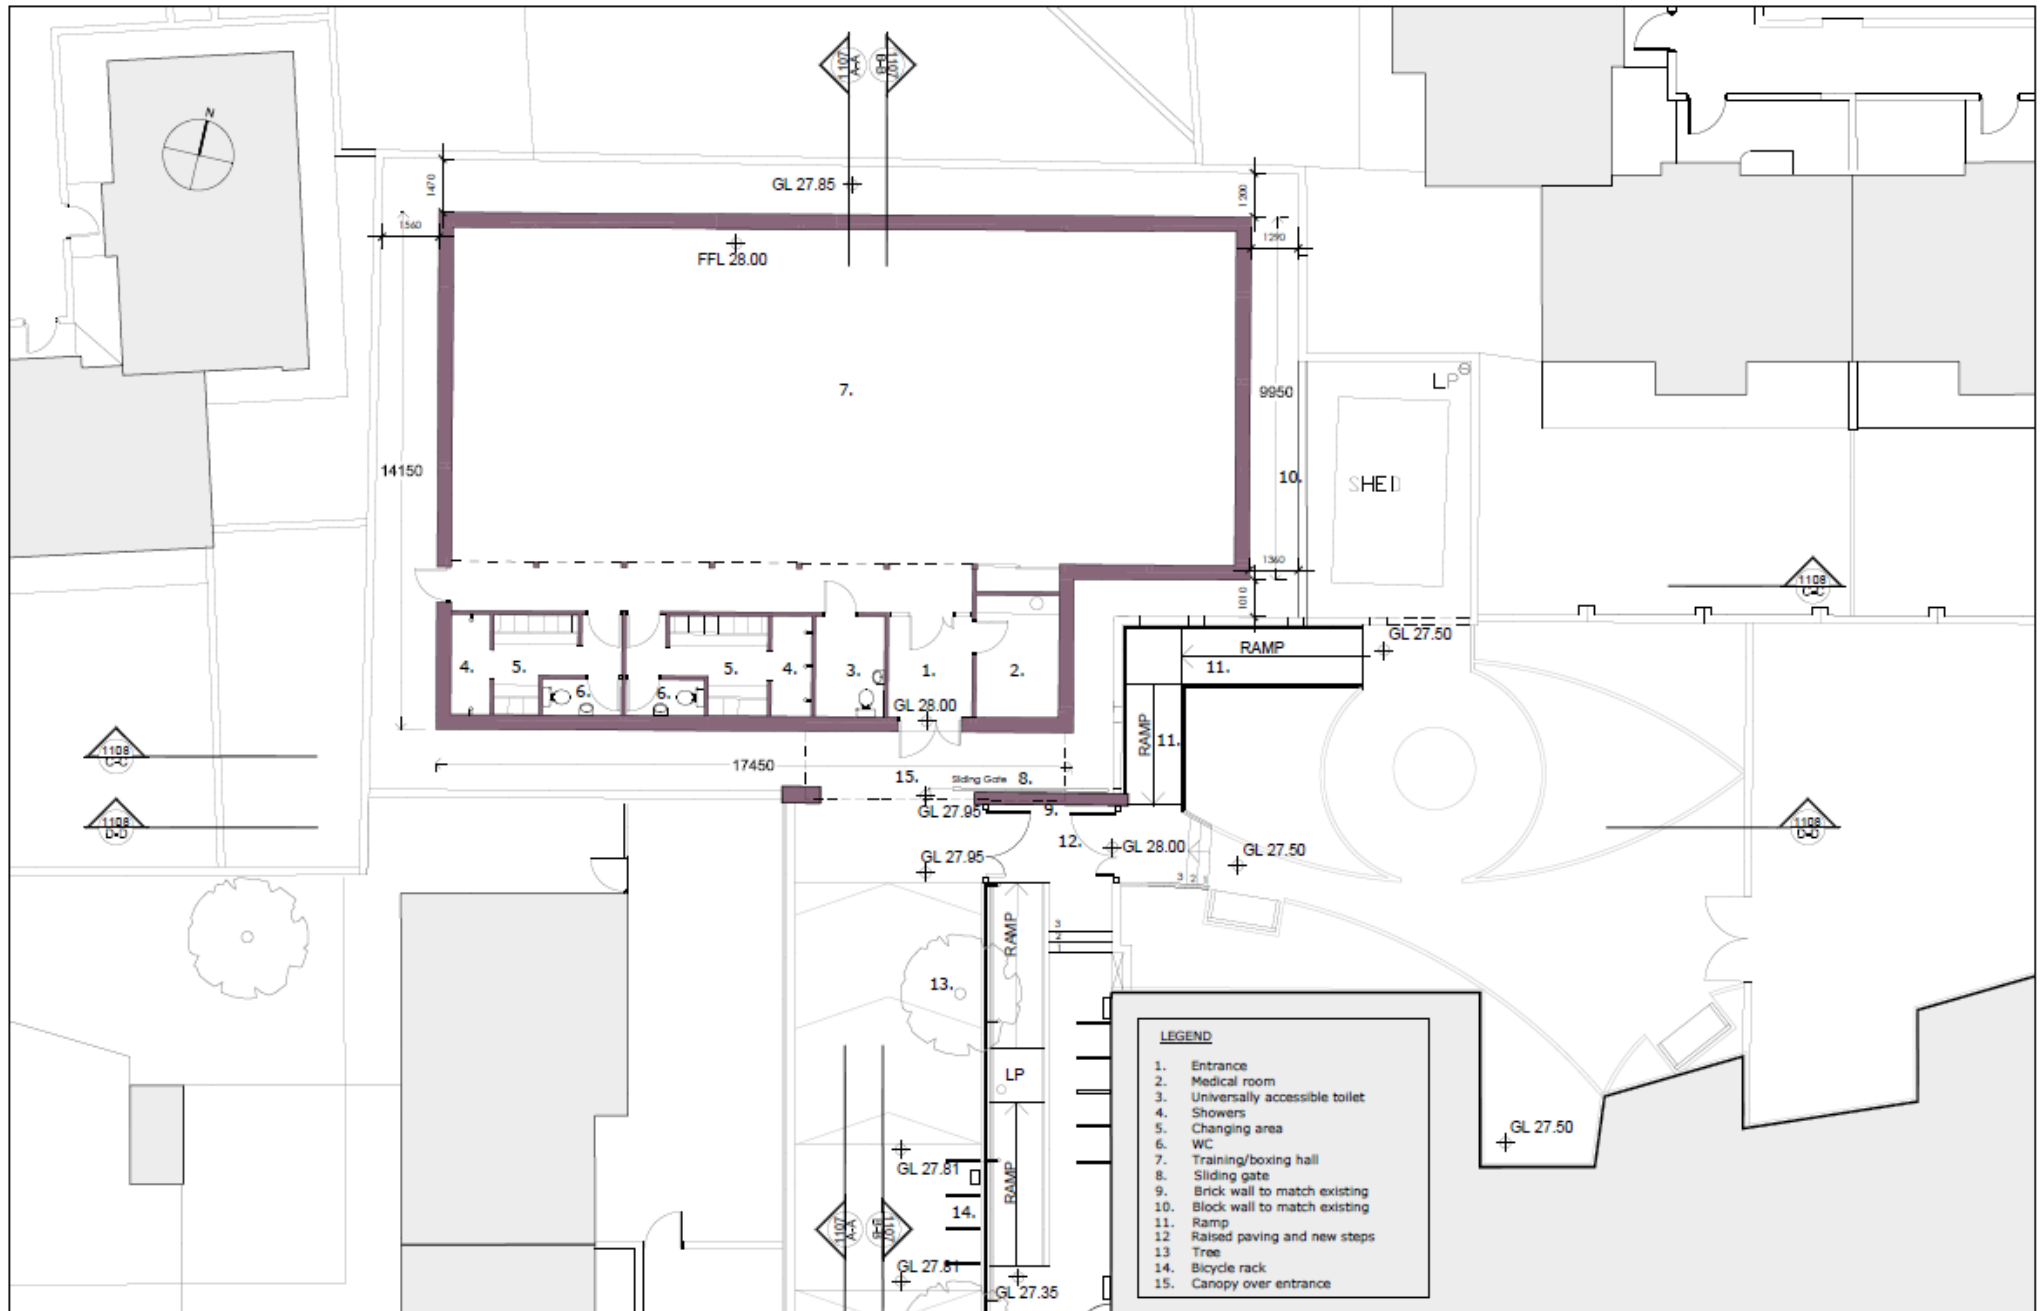 1107
A-A
1107
B-B
N
1470
GL 27.85
1200
1560
1290
FFL 28.00
7.
9950
LP
14150
10.
SHED
1360
1108
C-C
1010
GL 27.50
RAMP
11.
4.
5.
5.
4.
3.
1.
2.
6.
6.
GL 28.00
RAMP
11.
1108
C-C
17450
15.
Sliding Gate
8.
GL 27.95
9.
1108
D-D
1108
D-D
12.
GL 28.00
GL 27.50
GL 27.95
3 2 1
RAMP
3
2
1
13.
LP
GL 27.81
RAMP
14.
1107
A-A
1107
B-B
GL 27.81
GL 27.35
GL 27.50
LEGEND
1. Entrance
2. Medical room
3. Universally accessible toilet
4. Showers
5. Changing area
6. WC
7. Training/boxing hall
8. Sliding gate
9. Brick wall to match existing
10. Block wall to match existing
11. Ramp
12 Raised paving and new steps
13 Tree
14. Bicycle rack
15. Canopy over entrance